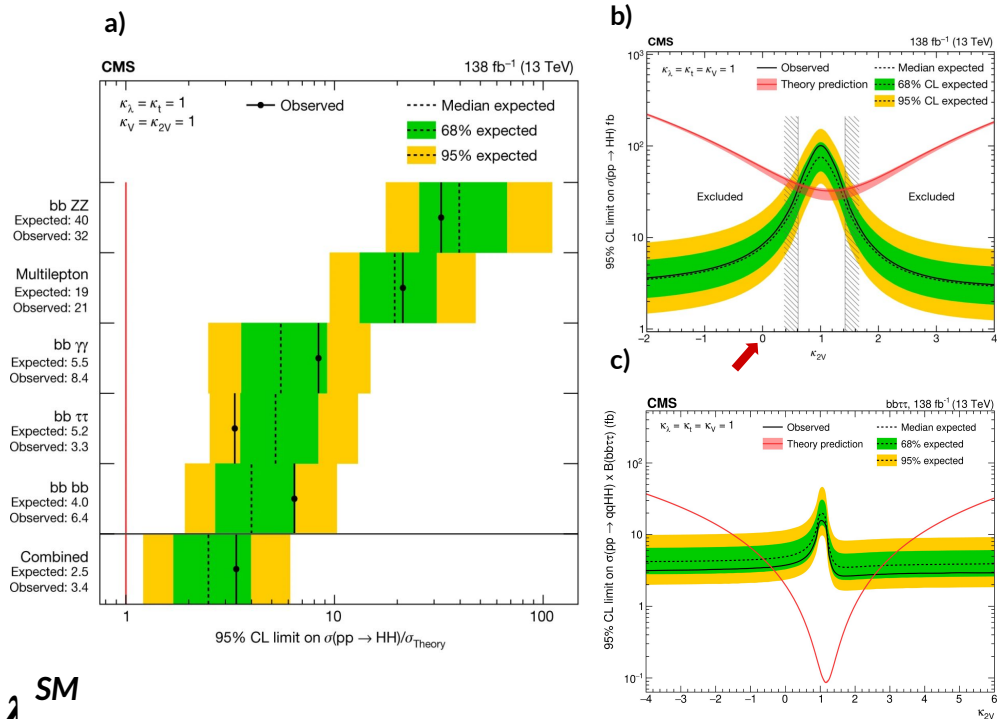 a)
CMS 138 fb⁻¹ (13 TeV)
κλ = κt = 1
κV = κ2V = 1
Observed
Median expected
68% expected
95% expected
bb ZZ
Expected: 40
Observed: 32
Multilepton
Expected: 19
Observed: 21
bb γγ
Expected: 5.5
Observed: 8.4
bb ττ
Expected: 5.2
Observed: 3.3
bb bb
Expected: 4.0
Observed: 6.4
Combined
Expected: 2.5
Observed: 3.4
1 10 100
95% CL limit on σ(pp → HH)/σTheory
SM
b)
CMS 138 fb⁻¹ (13 TeV)
κλ = κt = κV = 1
Observed
Theory prediction
Median expected
68% CL expected
95% CL expected
95% CL limit on σ(pp → HH) fb
10³
10²
10
1
Excluded
Excluded
−2 −1 0 1 2 3 4
κ2V
c)
CMS bbττ, 138 fb⁻¹ (13 TeV)
κλ = κt = κV = 1
Observed
Theory prediction
Median expected
68% expected
95% expected
95% CL limit on σ(pp → qqHH) x B(bbττ) (fb)
10²
10
1
10⁻¹
−4 −3 −2 −1 0 1 2 3 4 5 6
κ2V